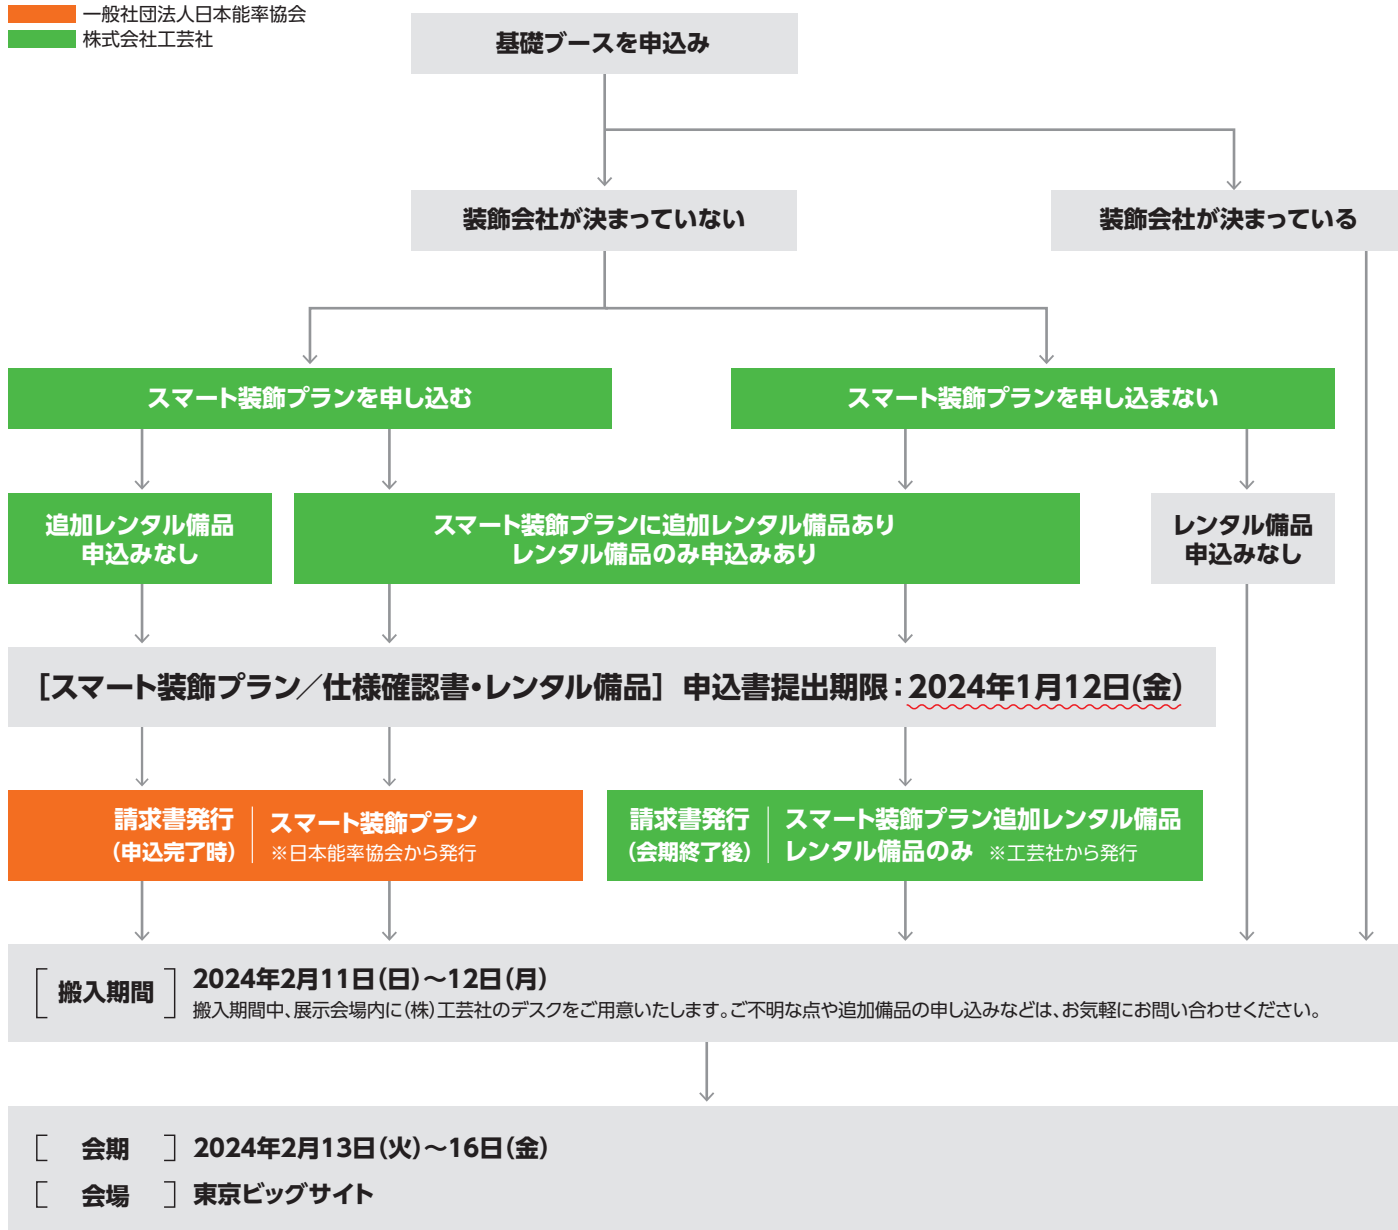 一般社団法人日本能率協会
株式会社工芸社
基礎ブースを申込み
装飾会社が決まっていない
装飾会社が決まっている
スマート装飾プランを申し込む
スマート装飾プランを申し込まない
追加レンタル備品
申込みなし
スマート装飾プランに追加レンタル備品あり
レンタル備品のみ申込みあり
レンタル備品
申込みなし
[スマート装飾プラン／仕様確認書・レンタル備品] 申込書提出期限：2024年1月12日(金)
請求書発行
(申込完了時)
スマート装飾プラン
※日本能率協会から発行
請求書発行
(会期終了後)
スマート装飾プラン追加レンタル備品
レンタル備品のみ ※工芸社から発行
[搬入期間] 2024年2月11日(日)～12日(月)
搬入期間中、展示会場内に(株)工芸社のデスクをご用意いたします。ご不明な点や追加備品の申し込みなどは、お気軽にお問い合わせください。
[会期] 2024年2月13日(火)～16日(金)
[会場] 東京ビッグサイト